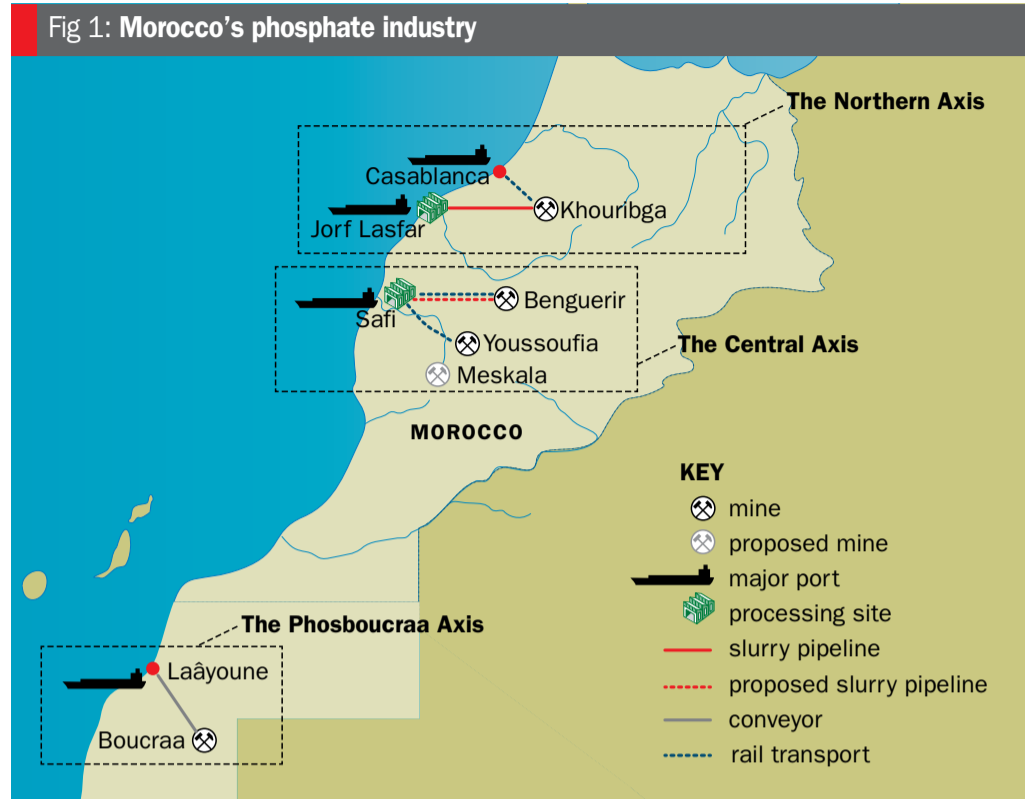 Fig 1: Morocco's phosphate industry
The Northern Axis
Casablanca
Jorf Lasfar
Khouribga
Safi
Benguerir
Youssoufia
Meskala
The Central Axis
MOROCCO
KEY
mine
proposed mine
major port
processing site
slurry pipeline
proposed slurry pipeline
conveyor
rail transport
The Phosboucraa Axis
Laâyoune
Boucraa